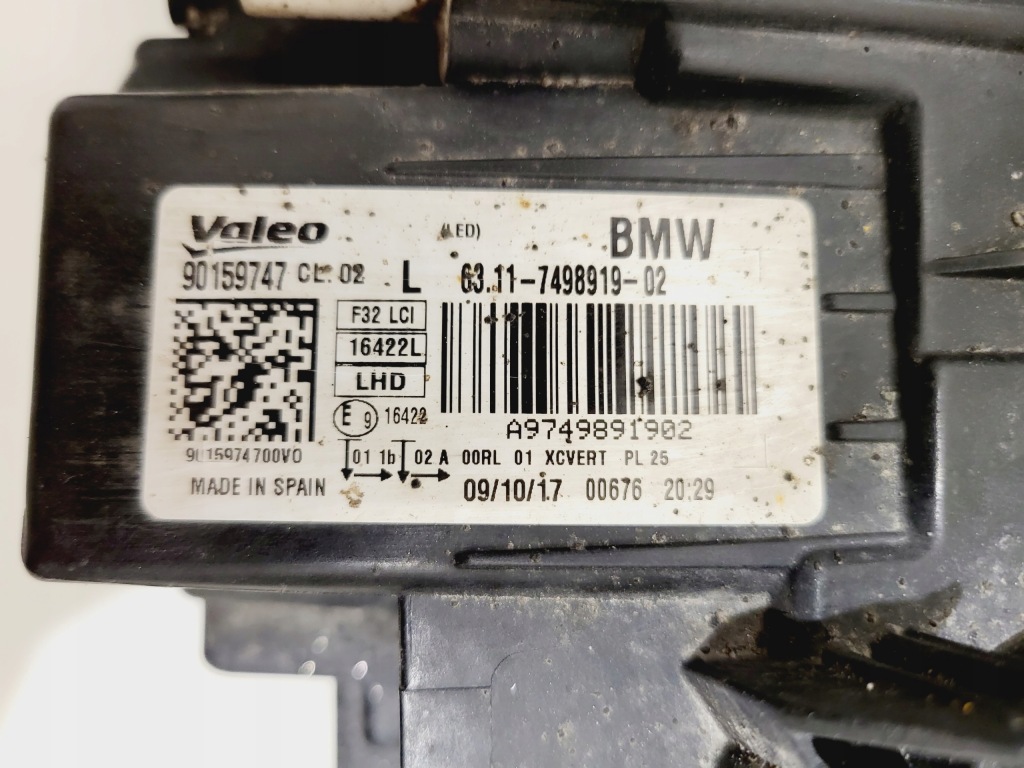 Valeo (LED) BMW
90159747 CL. 02 L 63.11-7498919-02
F32 LCI
16422L
LHD
E 9 16422
A9749891902
9015974700V0
01 1b 02 A 00RL 01 XCVERT PL 25
MADE IN SPAIN 09/10/17 00676 20:29